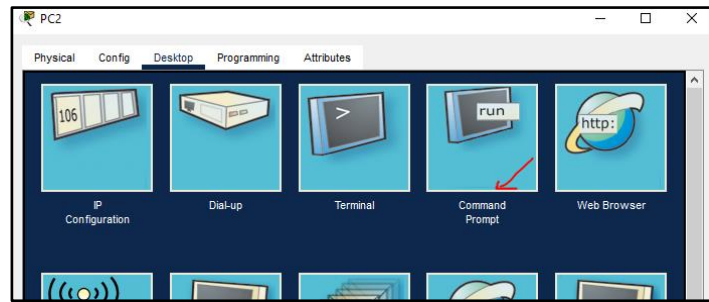 PC2
Physical Config Desktop Programming Attributes
106
>
run
http:
IP
Configuration
Dial-up
Terminal
Command
Prompt
Web Browser